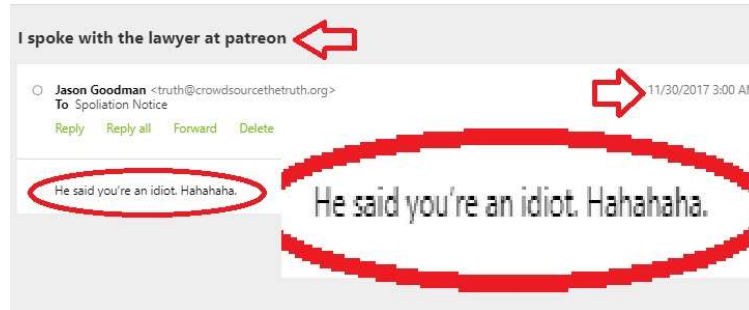 I spoke with the lawyer at patreon
Jason Goodman <truth@crowdsourcethetruth.org>
11/30/2017 3:00 AM
To Spoliation Notice
Reply Reply all Forward Delete
He said you're an idiot. Hahahaha.
He said you're an idiot. Hahahaha.